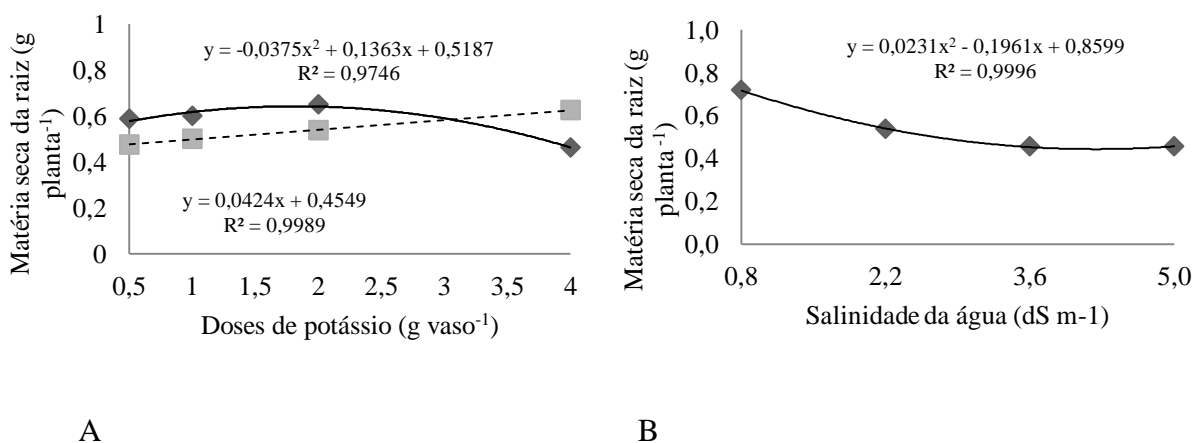 Matéria seca da raiz (g
planta⁻¹)
1
0,8
0,6
0,4
0,2
0
y = -0,0375x² + 0,1363x + 0,5187
R² = 0,9746
y = 0,0424x + 0,4549
R² = 0,9989
0,5 1 1,5 2 2,5 3 3,5 4
Doses de potássio (g vaso⁻¹)
A
Matéria seca da raiz (g
planta⁻¹)
1,0
0,8
0,6
0,4
0,2
0,0
y = 0,0231x² - 0,1961x + 0,8599
R² = 0,9996
0,8 2,2 3,6 5,0
Salinidade da água (dS m-1)
B